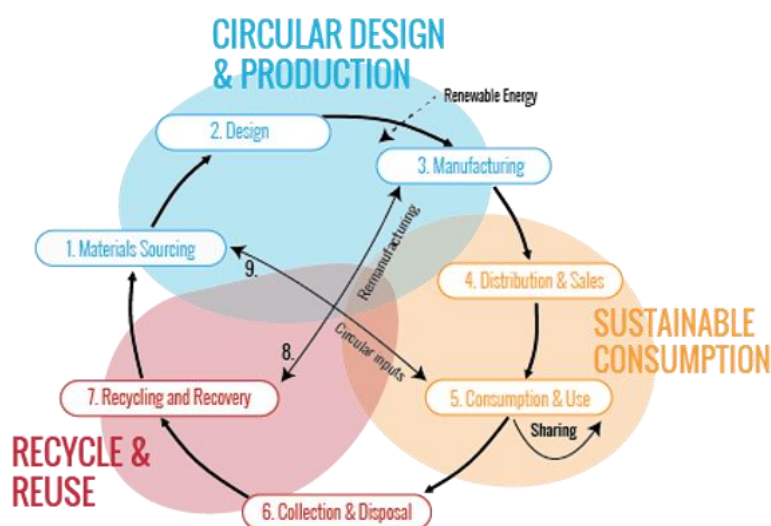 CIRCULAR DESIGN
& PRODUCTION
Renewable Energy
2. Design
3. Manufacturing
1. Materials Sourcing
9.
Remanufacturing
4. Distribution & Sales
SUSTAINABLE
CONSUMPTION
8.
Circular inputs
7. Recycling and Recovery
5. Consumption & Use
Sharing
RECYCLE &
REUSE
6. Collection & Disposal